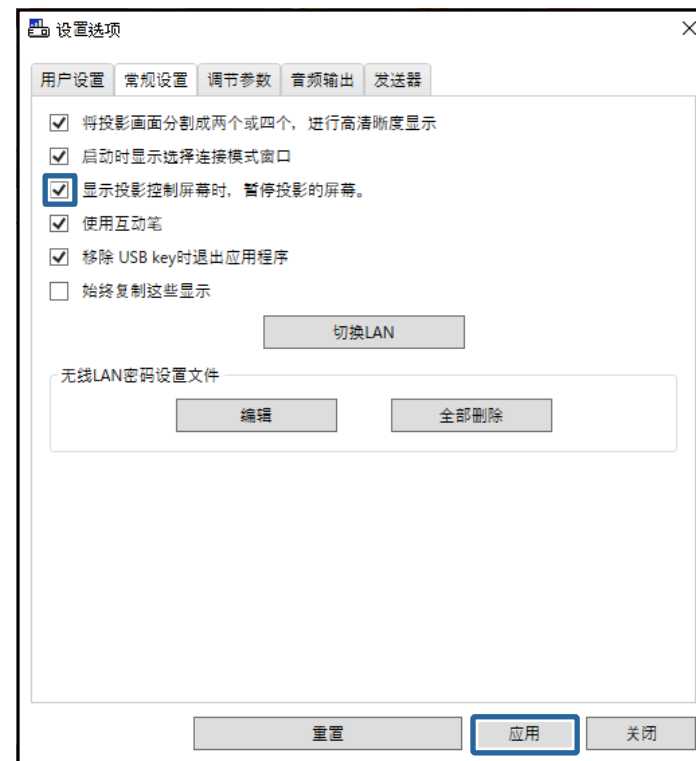 设置选项
用户设置 常规设置 调节参数 音频输出 发送器
将投影画面分割成两个或四个，进行高清晰度显示
启动时显示选择连接模式窗口
显示投影控制屏幕时，暂停投影的屏幕。
使用互动笔
移除 USB key时退出应用程序
始终复制这些显示
切换LAN
无线LAN密码设置文件
编辑 全部删除
重置 应用 关闭